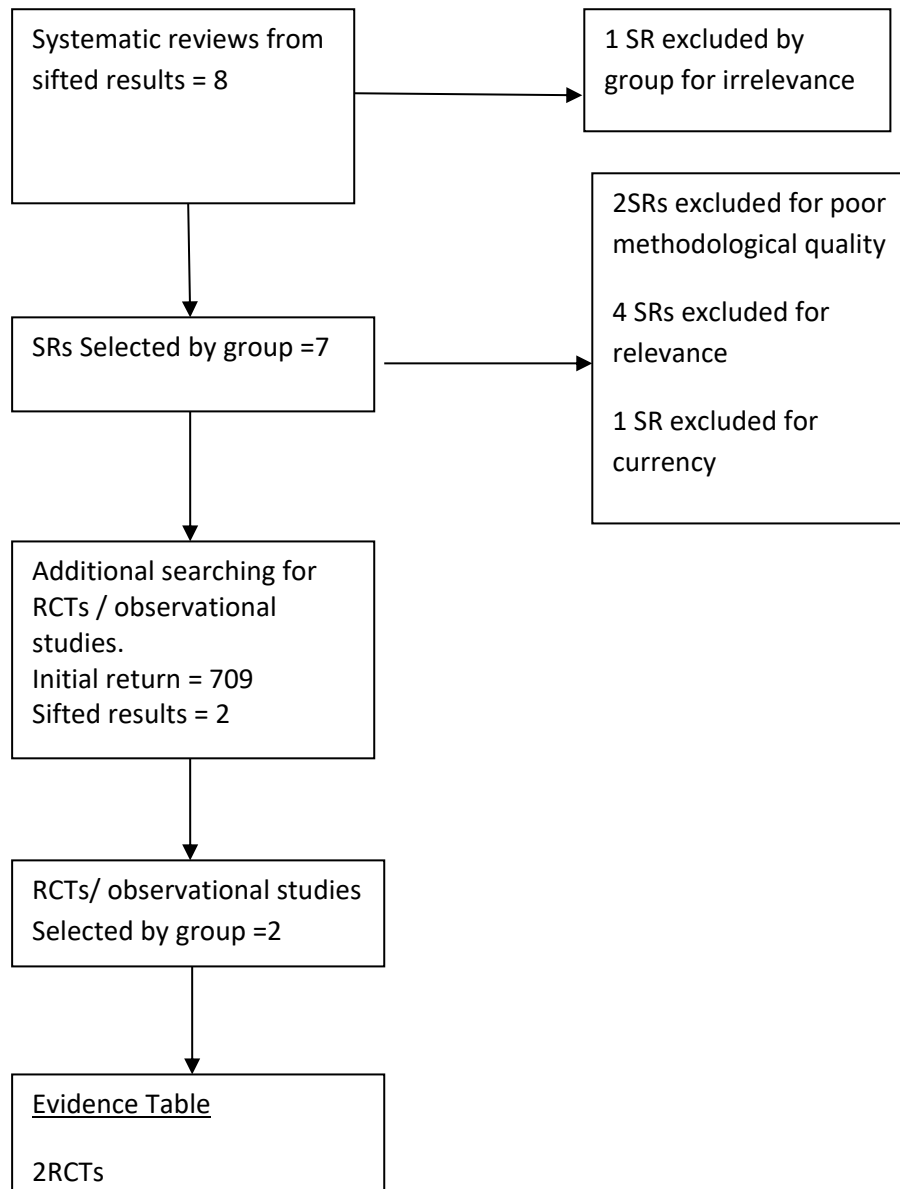 Systematic reviews from
sifted results = 8
1 SR excluded by
group for irrelevance
2SRs excluded for poor
methodological quality
4 SRs excluded for
relevance
1 SR excluded for
currency
SRs Selected by group =7
Additional searching for
RCTs / observational
studies.
Initial return = 709
Sifted results = 2
RCTs/ observational studies
Selected by group =2
Evidence Table
2RCTs